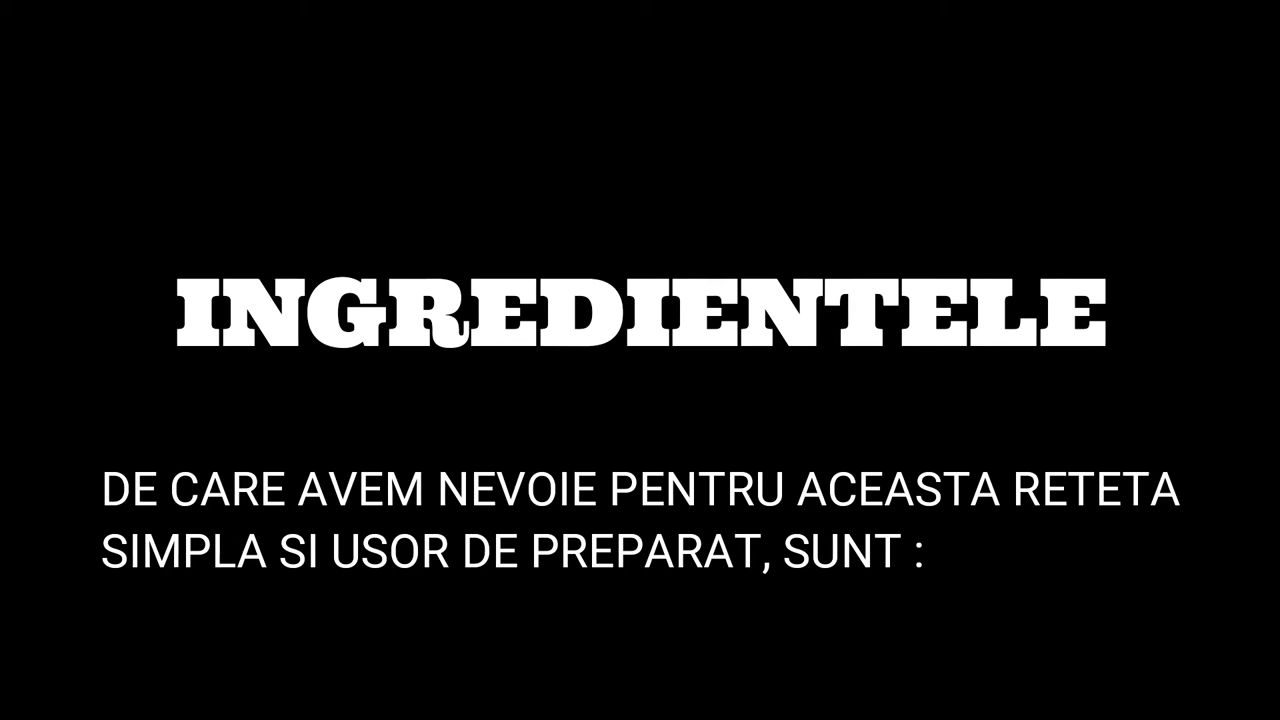 INGREDIENTELE
DE CARE AVEM NEVOIE PENTRU ACEASTA RETETA
SIMPLA SI USOR DE PREPARAT, SUNT :